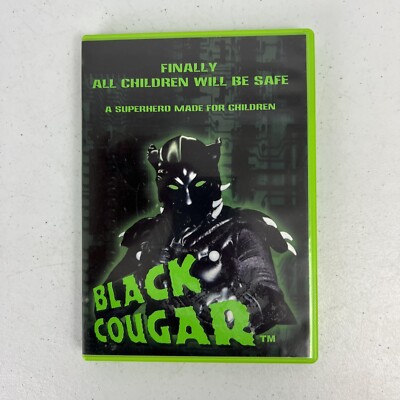 FINALLY
ALL CHILDREN WILL BE SAFE
A SUPERHERO MADE FOR CHILDREN
BLACK
COUGAR™